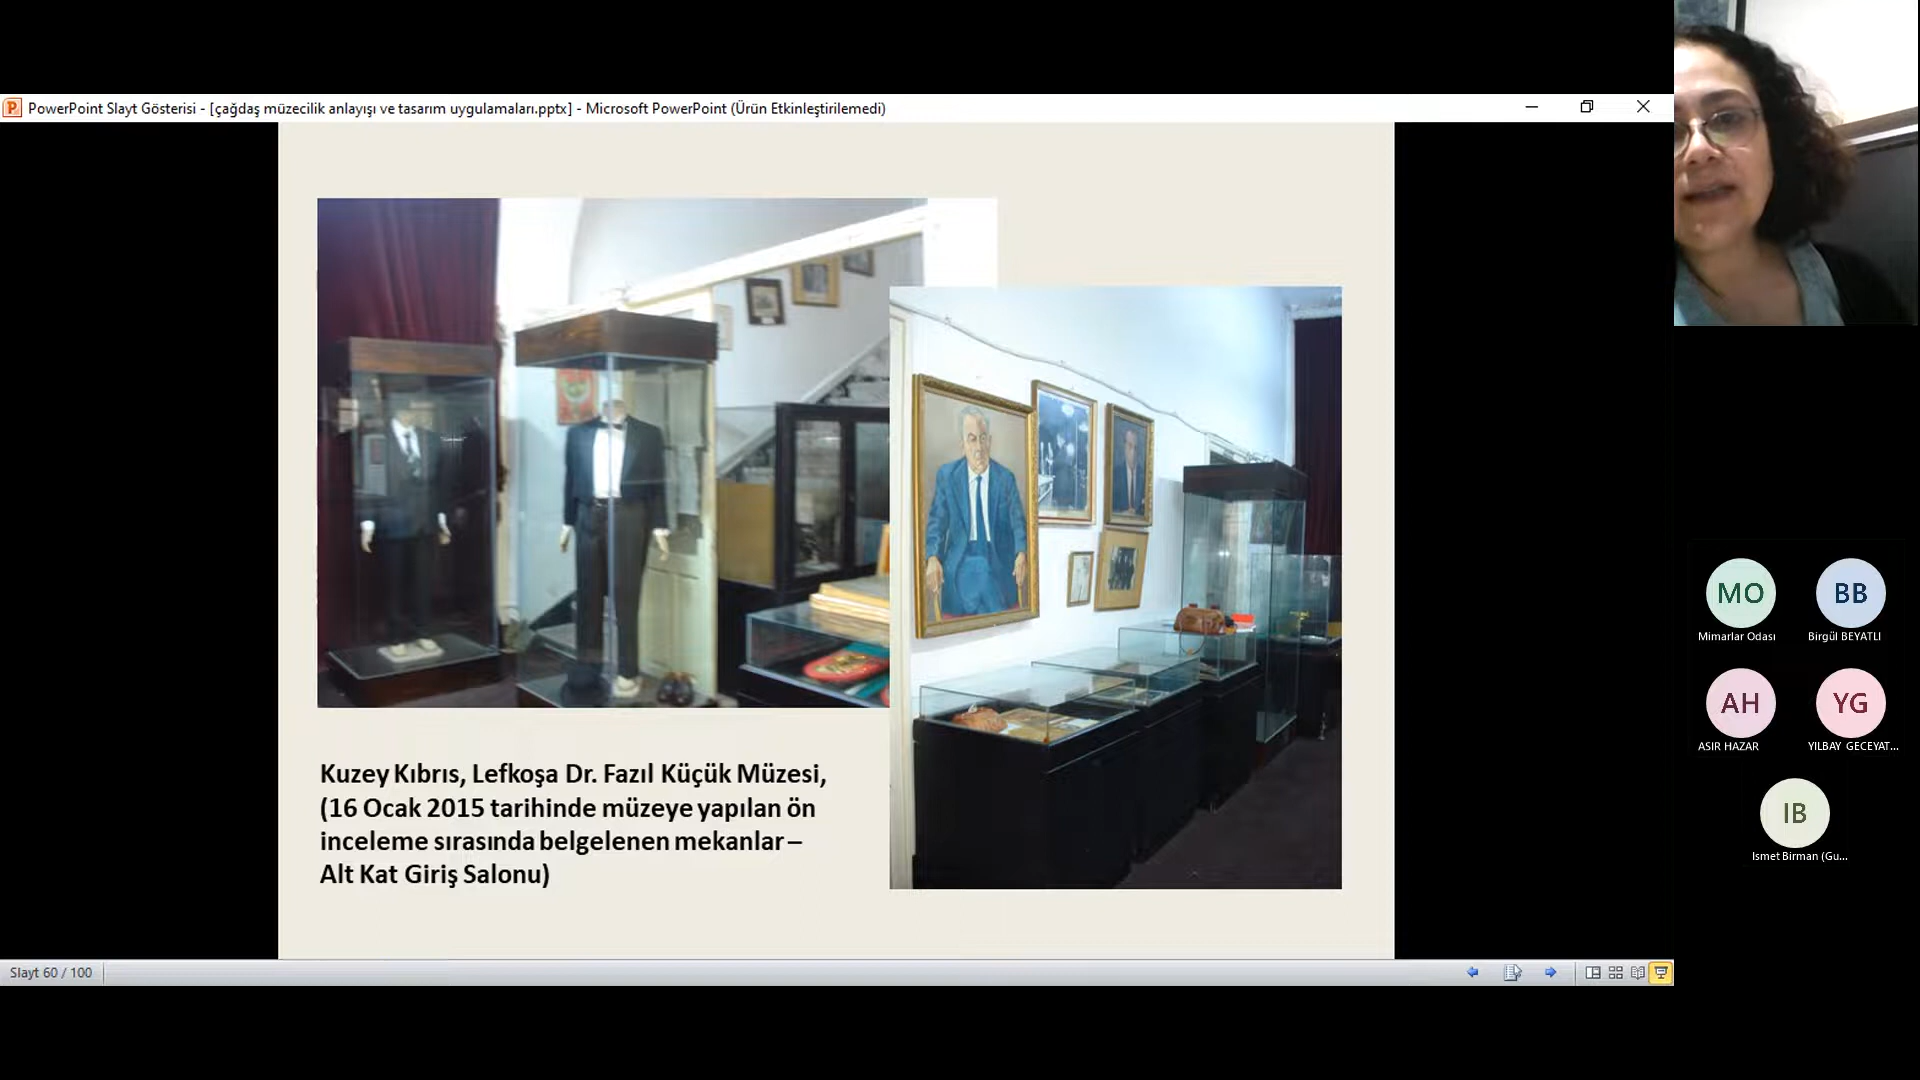 PowerPoint Slayt Gösterisi - [çağdaş müzecilik anlayışı ve tasarım uygulamaları.pptx] - Microsoft PowerPoint (Ürün Etkinleştirilemedi)
Kuzey Kıbrıs, Lefkoşa Dr. Fazıl Küçük Müzesi,
(16 Ocak 2015 tarihinde müzeye yapılan ön
inceleme sırasında belgelenen mekanlar –
Alt Kat Giriş Salonu)
Slayt 60 / 100
MO
Mimarlar Odası
BB
Birgül BEYATLI
AH
ASIR HAZAR
YG
YILBAY GECEYAT...
IB
Ismet Birman (Gu...